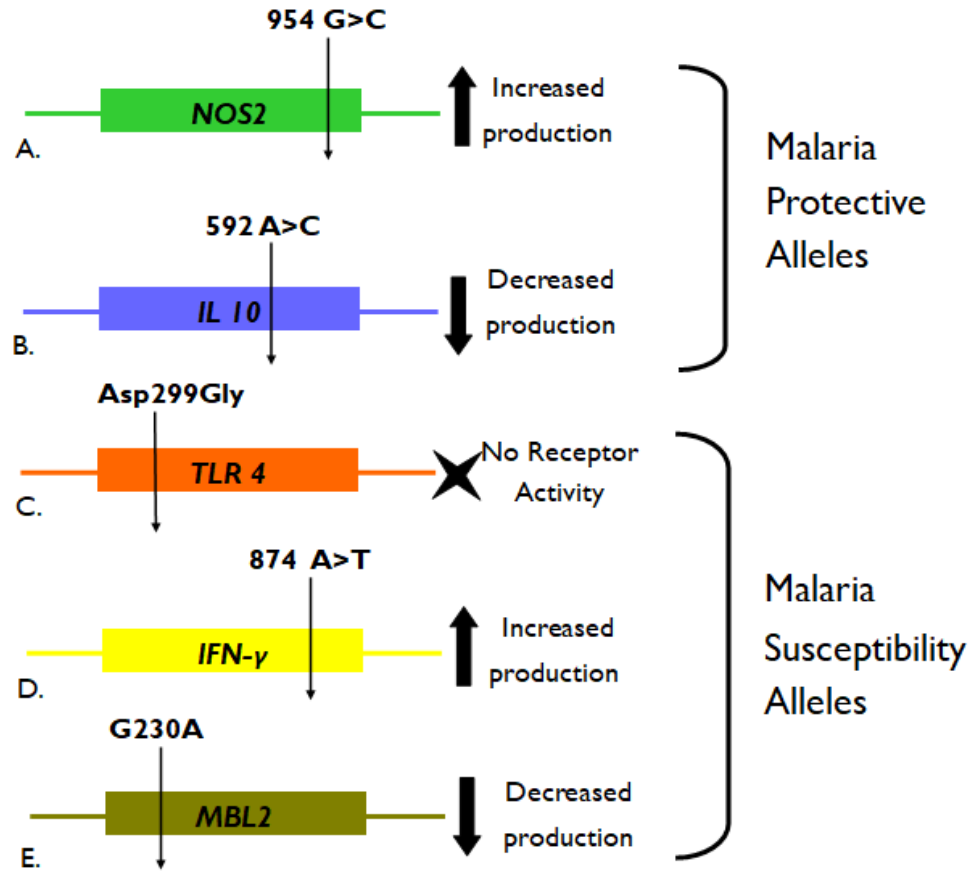 954 G>C
NOS2
Increased
production
A.
592 A>C
IL 10
Decreased
production
B.
Malaria
Protective
Alleles
Asp299Gly
TLR 4
No Receptor
Activity
C.
874 A>T
IFN-γ
Increased
production
D.
G230A
MBL2
Decreased
production
E.
Malaria
Susceptibility
Alleles